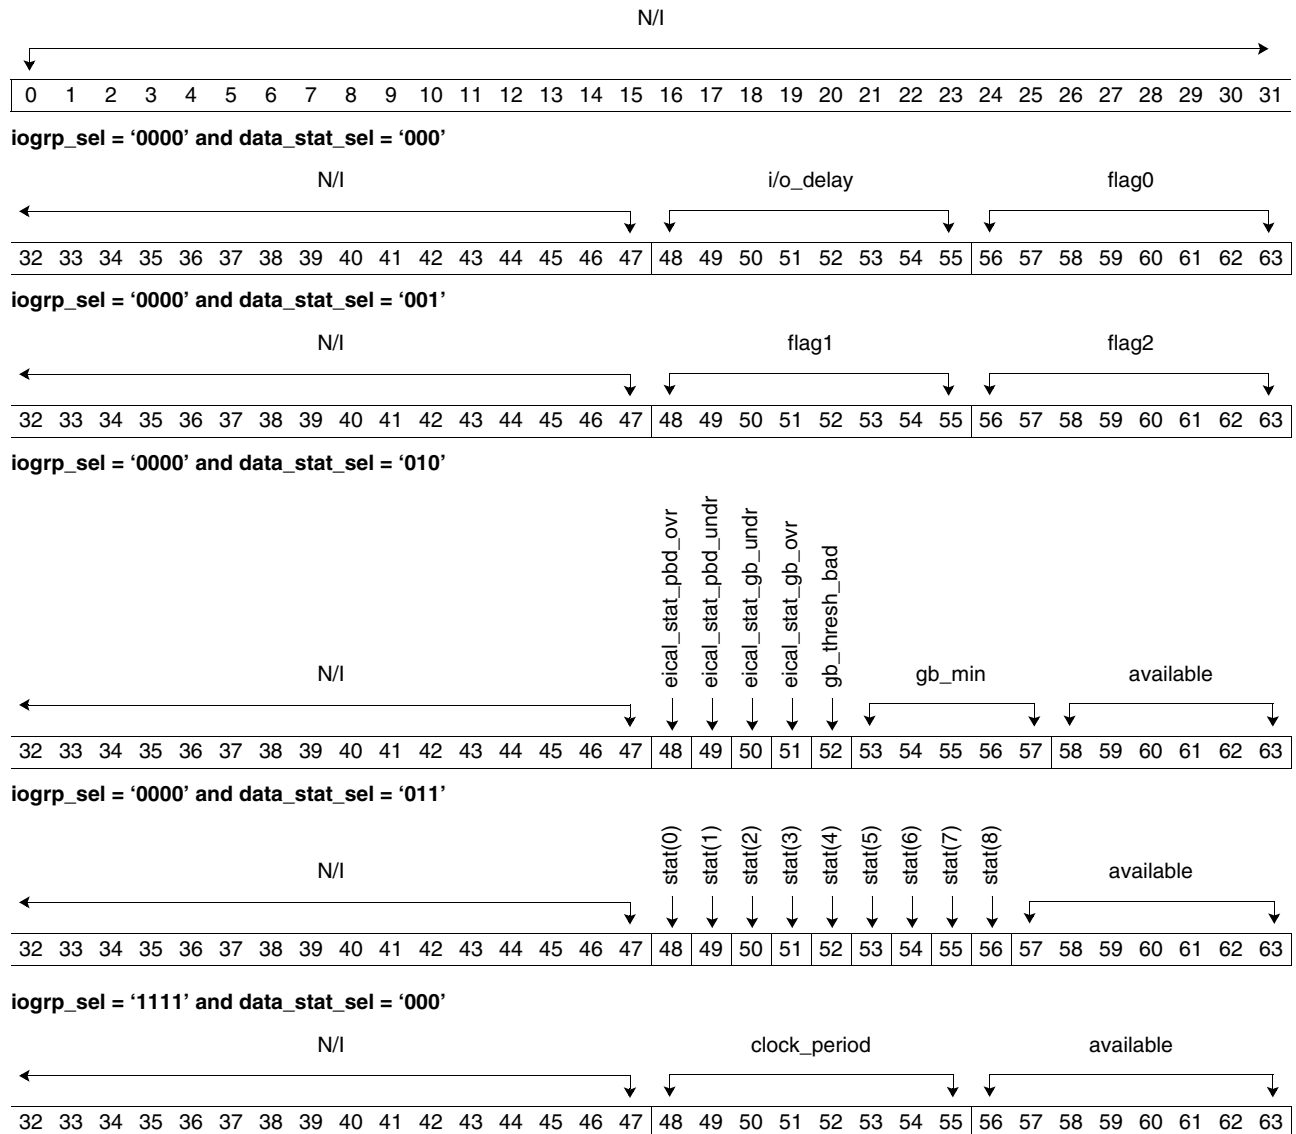 N/I
0 1 2 3 4 5 6 7 8 9 10 11 12 13 14 15 16 17 18 19 20 21 22 23 24 25 26 27 28 29 30 31
iogrp_sel = ‘0000’ and data_stat_sel = ‘000’
N/I i/o_delay flag0
32 33 34 35 36 37 38 39 40 41 42 43 44 45 46 47 48 49 50 51 52 53 54 55 56 57 58 59 60 61 62 63
iogrp_sel = ‘0000’ and data_stat_sel = ‘001’
N/I flag1 flag2
32 33 34 35 36 37 38 39 40 41 42 43 44 45 46 47 48 49 50 51 52 53 54 55 56 57 58 59 60 61 62 63
iogrp_sel = ‘0000’ and data_stat_sel = ‘010’
eical_stat_pbd_ovr
eical_stat_pbd_undr
eical_stat_gb_undr
eical_stat_gb_ovr
gb_thresh_bad
N/I gb_min available
32 33 34 35 36 37 38 39 40 41 42 43 44 45 46 47 48 49 50 51 52 53 54 55 56 57 58 59 60 61 62 63
iogrp_sel = ‘0000’ and data_stat_sel = ‘011’
stat(0)
stat(1)
stat(2)
stat(3)
stat(4)
stat(5)
stat(6)
stat(7)
stat(8)
N/I available
32 33 34 35 36 37 38 39 40 41 42 43 44 45 46 47 48 49 50 51 52 53 54 55 56 57 58 59 60 61 62 63
iogrp_sel = ‘1111’ and data_stat_sel = ‘000’
N/I clock_period available
32 33 34 35 36 37 38 39 40 41 42 43 44 45 46 47 48 49 50 51 52 53 54 55 56 57 58 59 60 61 62 63